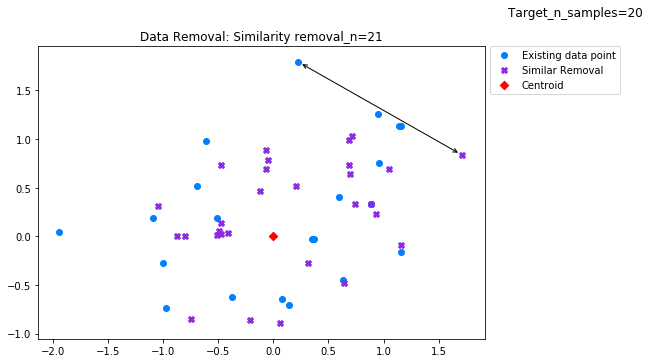 Target_n_samples=20
Data Removal: Similarity removal_n=21
Existing data point
Similar Removal
Centroid
1.5
1.0
0.5
0.0
−0.5
−1.0
−2.0 −1.5 −1.0 −0.5 0.0 0.5 1.0 1.5